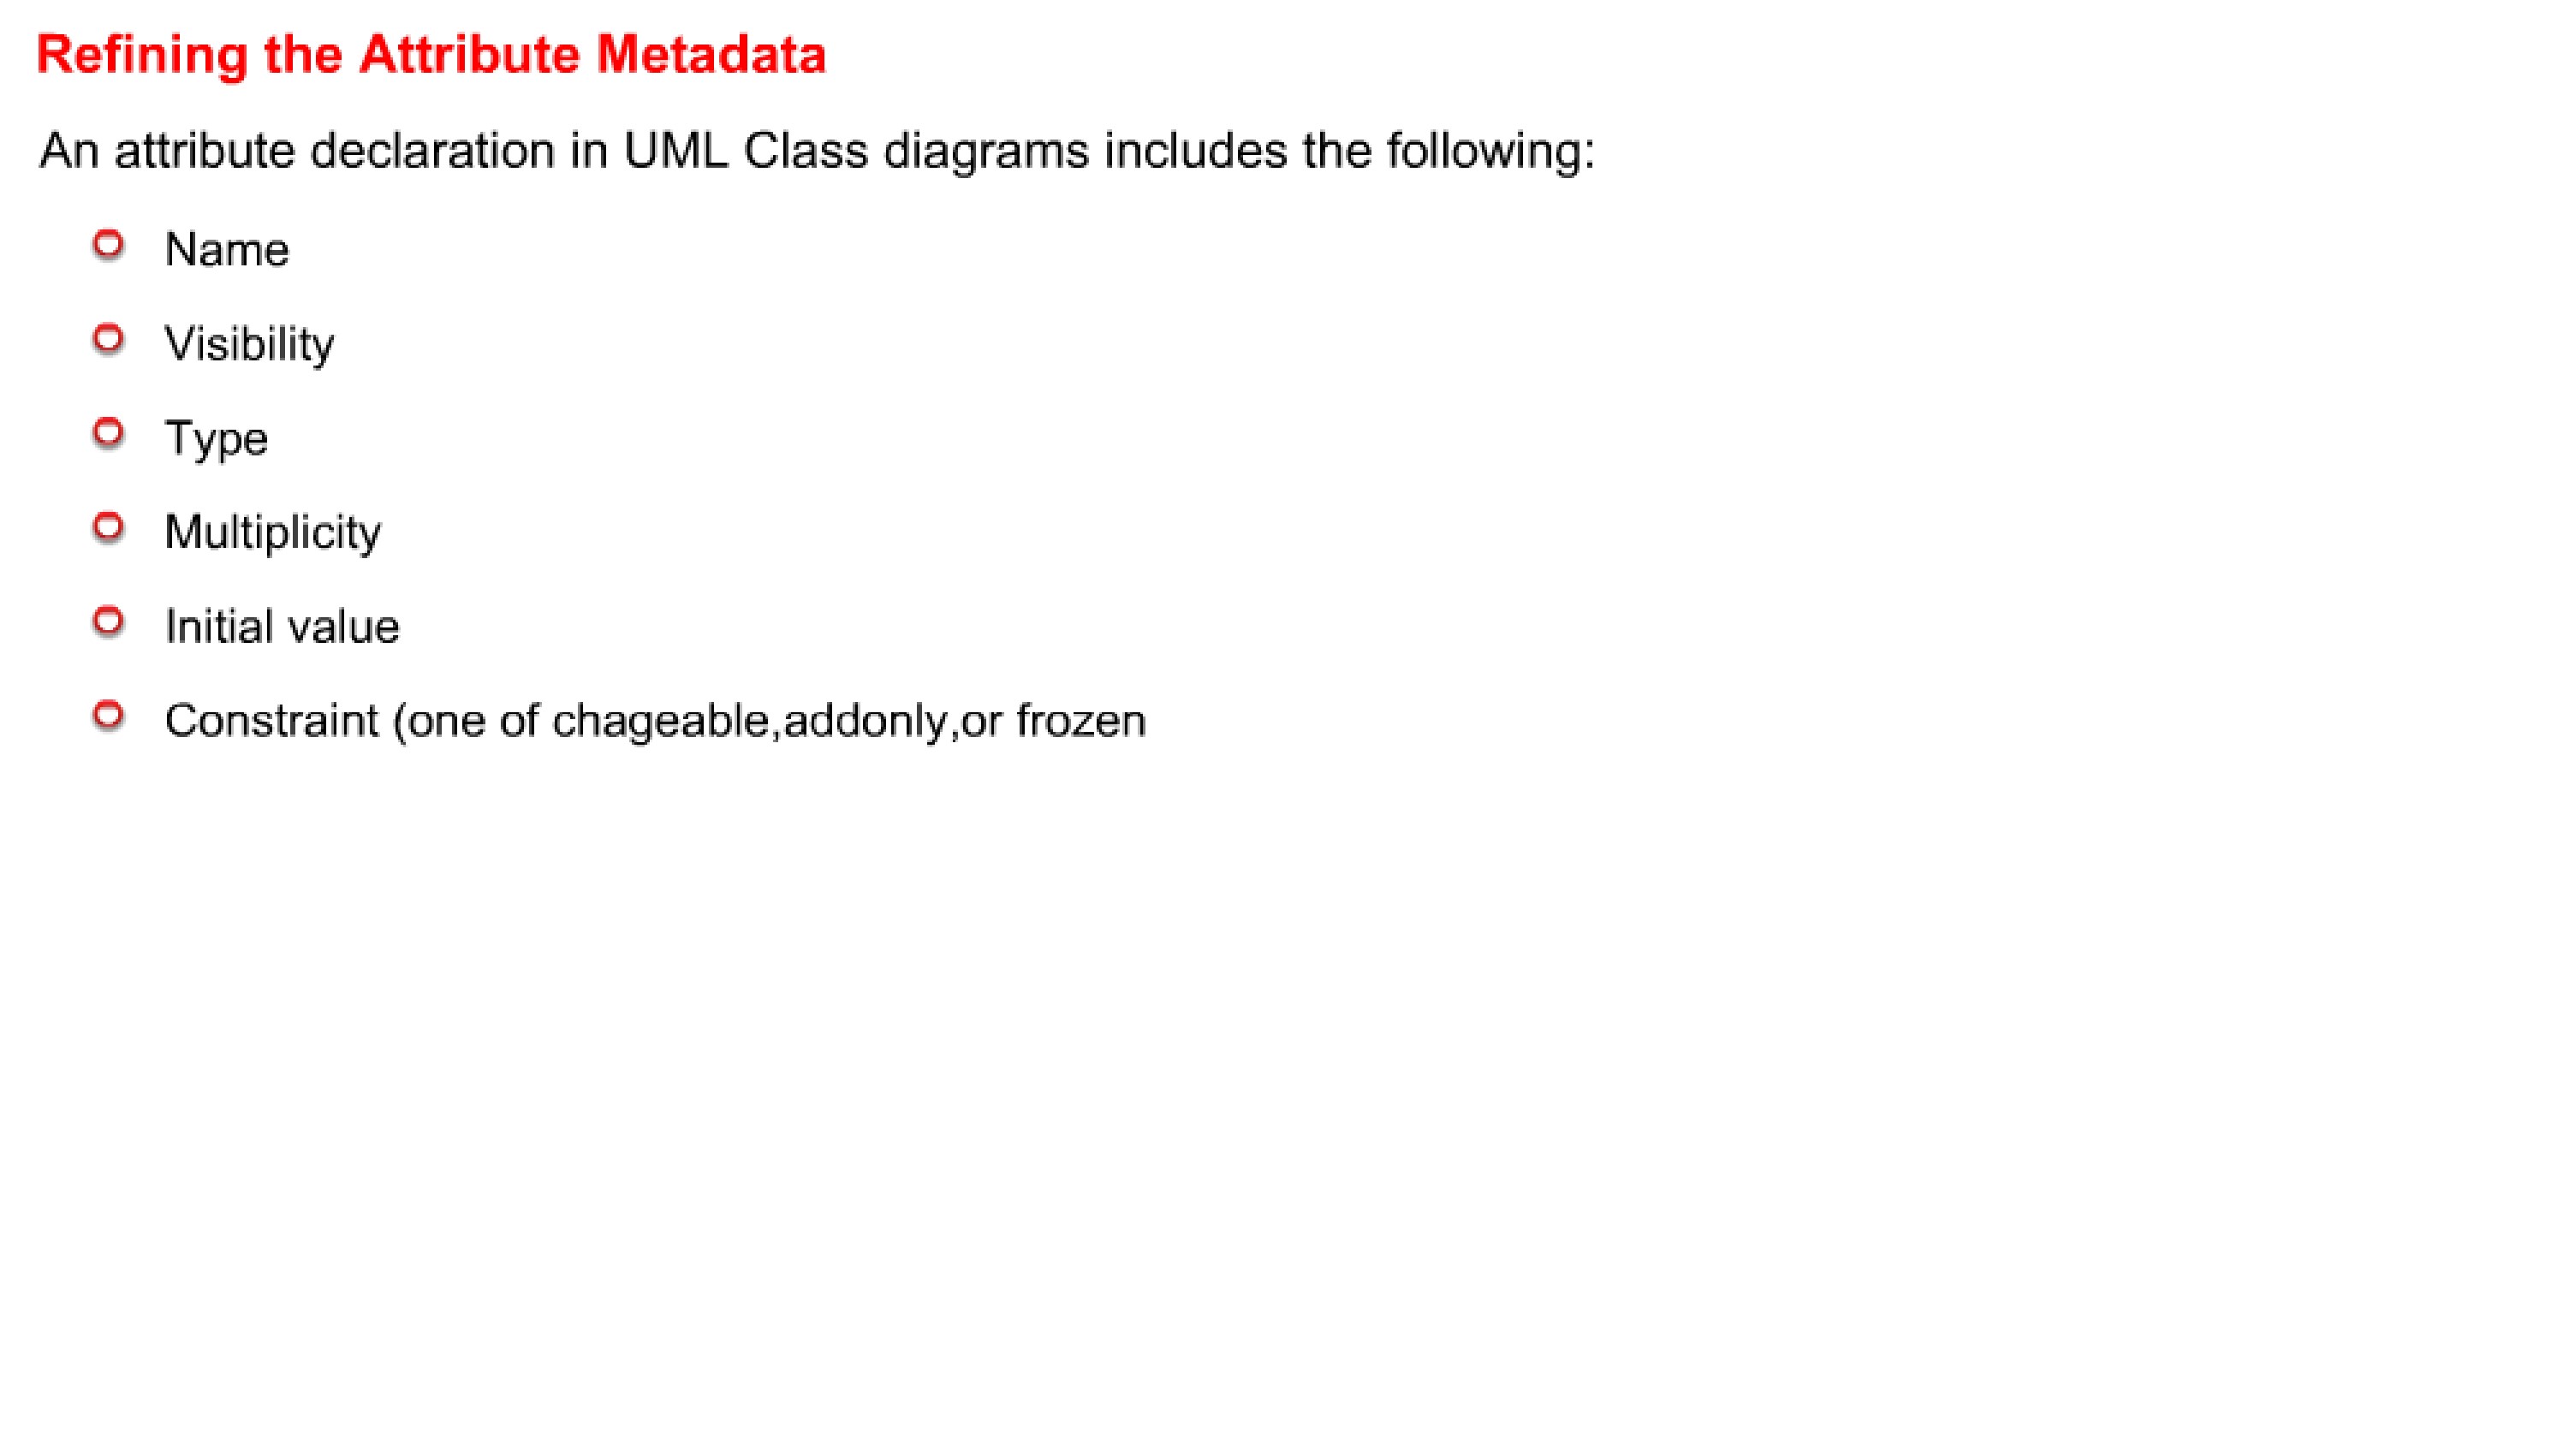 Refining the Attribute Metadata
An attribute declaration in UML Class diagrams includes the following:
Name
Visibility
Type
Multiplicity
Initial value
Constraint (one of chageable,addonly,or frozen